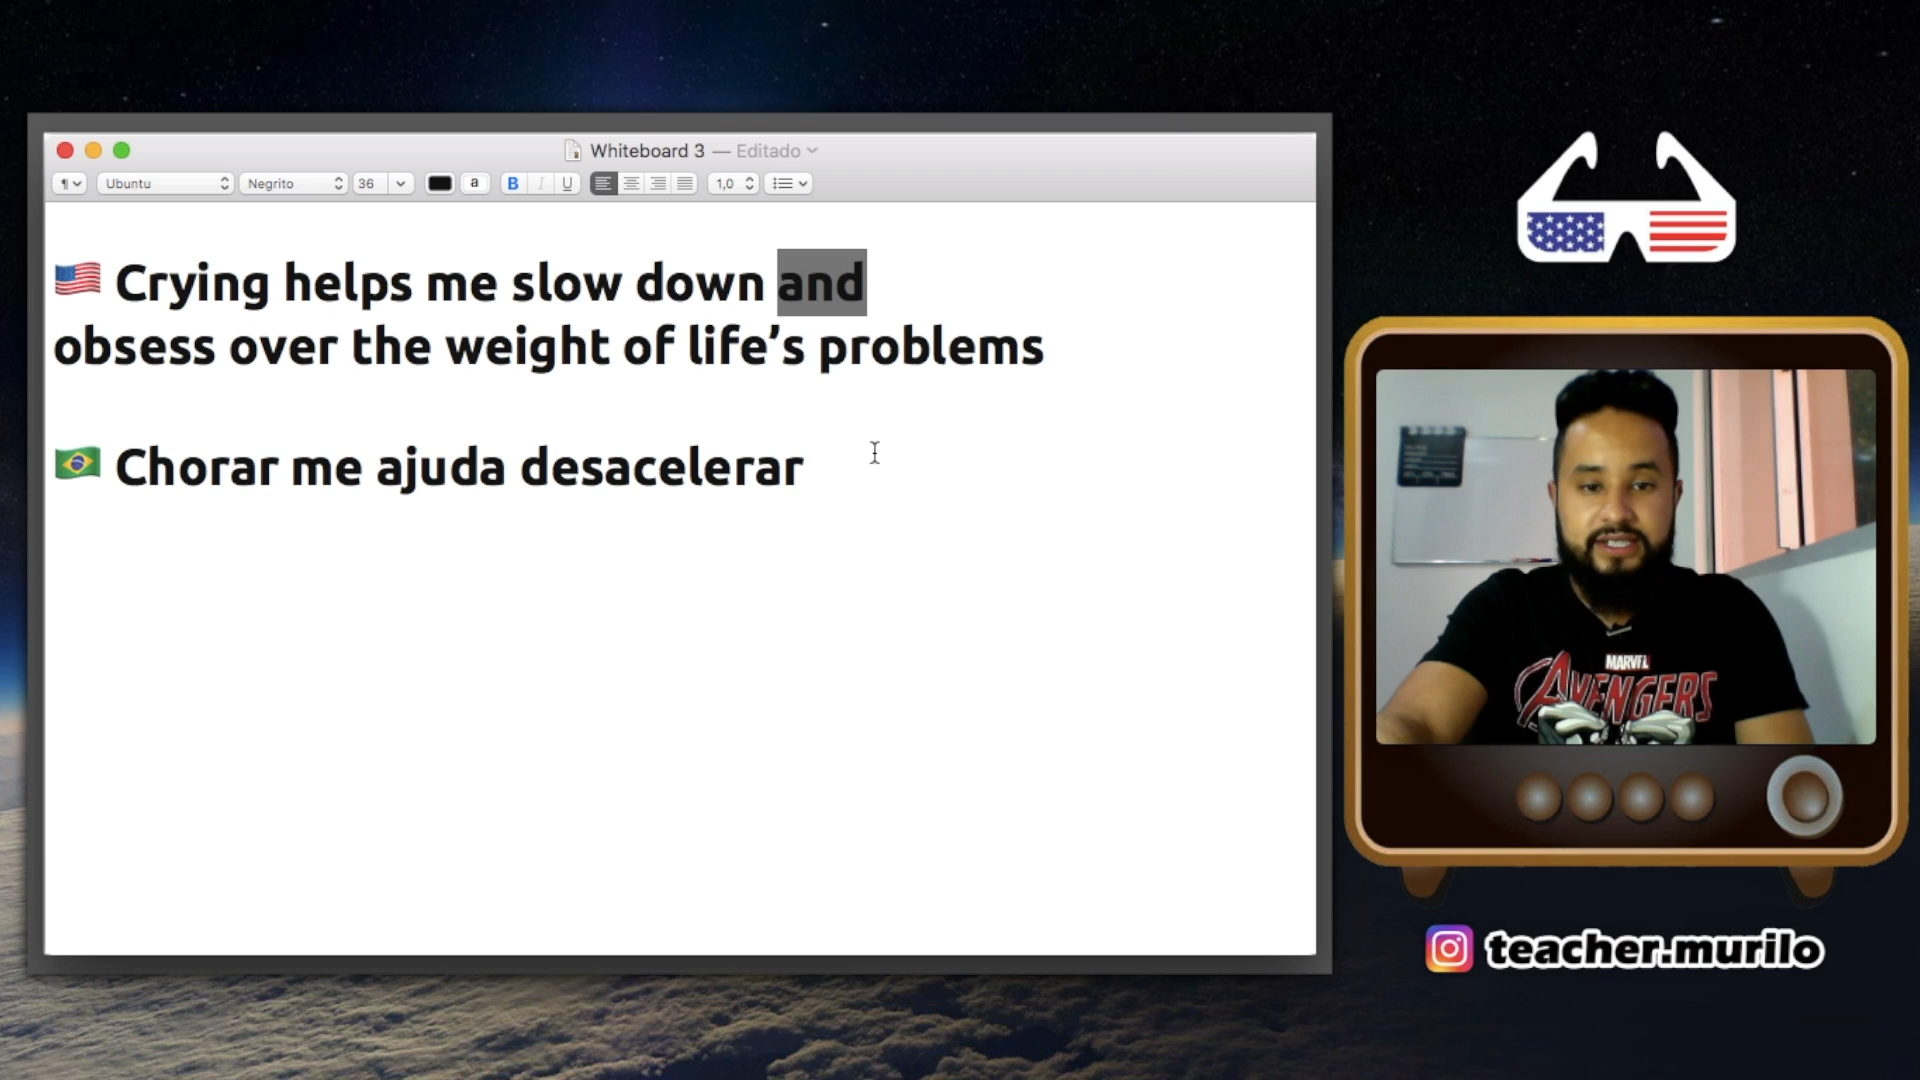 Whiteboard 3 — Editado
¶ Ubuntu Negrito 36 a B I U 1,0
Crying helps me slow down and
obsess over the weight of life’s problems
Chorar me ajuda desacelerar
MARVEL
AVENGERS
teacher.murilo